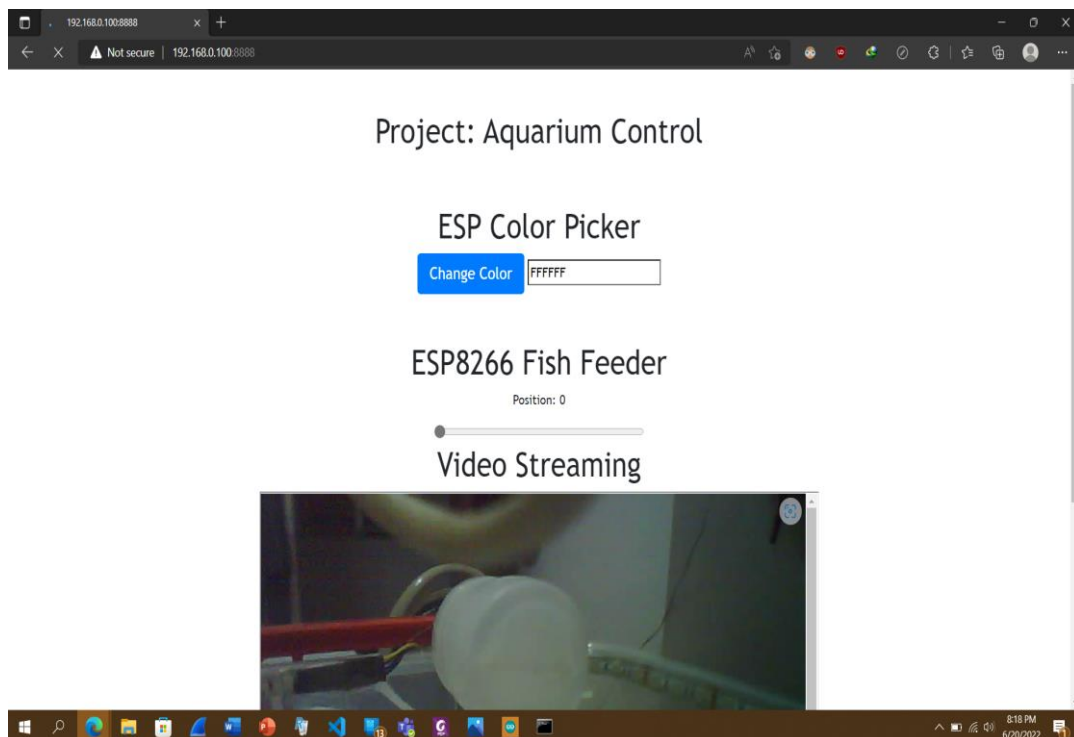 192.168.0.100:8888
Not secure | 192.168.0.100:8888
Project: Aquarium Control
ESP Color Picker
Change Color FFFFFF
ESP8266 Fish Feeder
Position: 0
Video Streaming
8:18 PM
6/20/2022